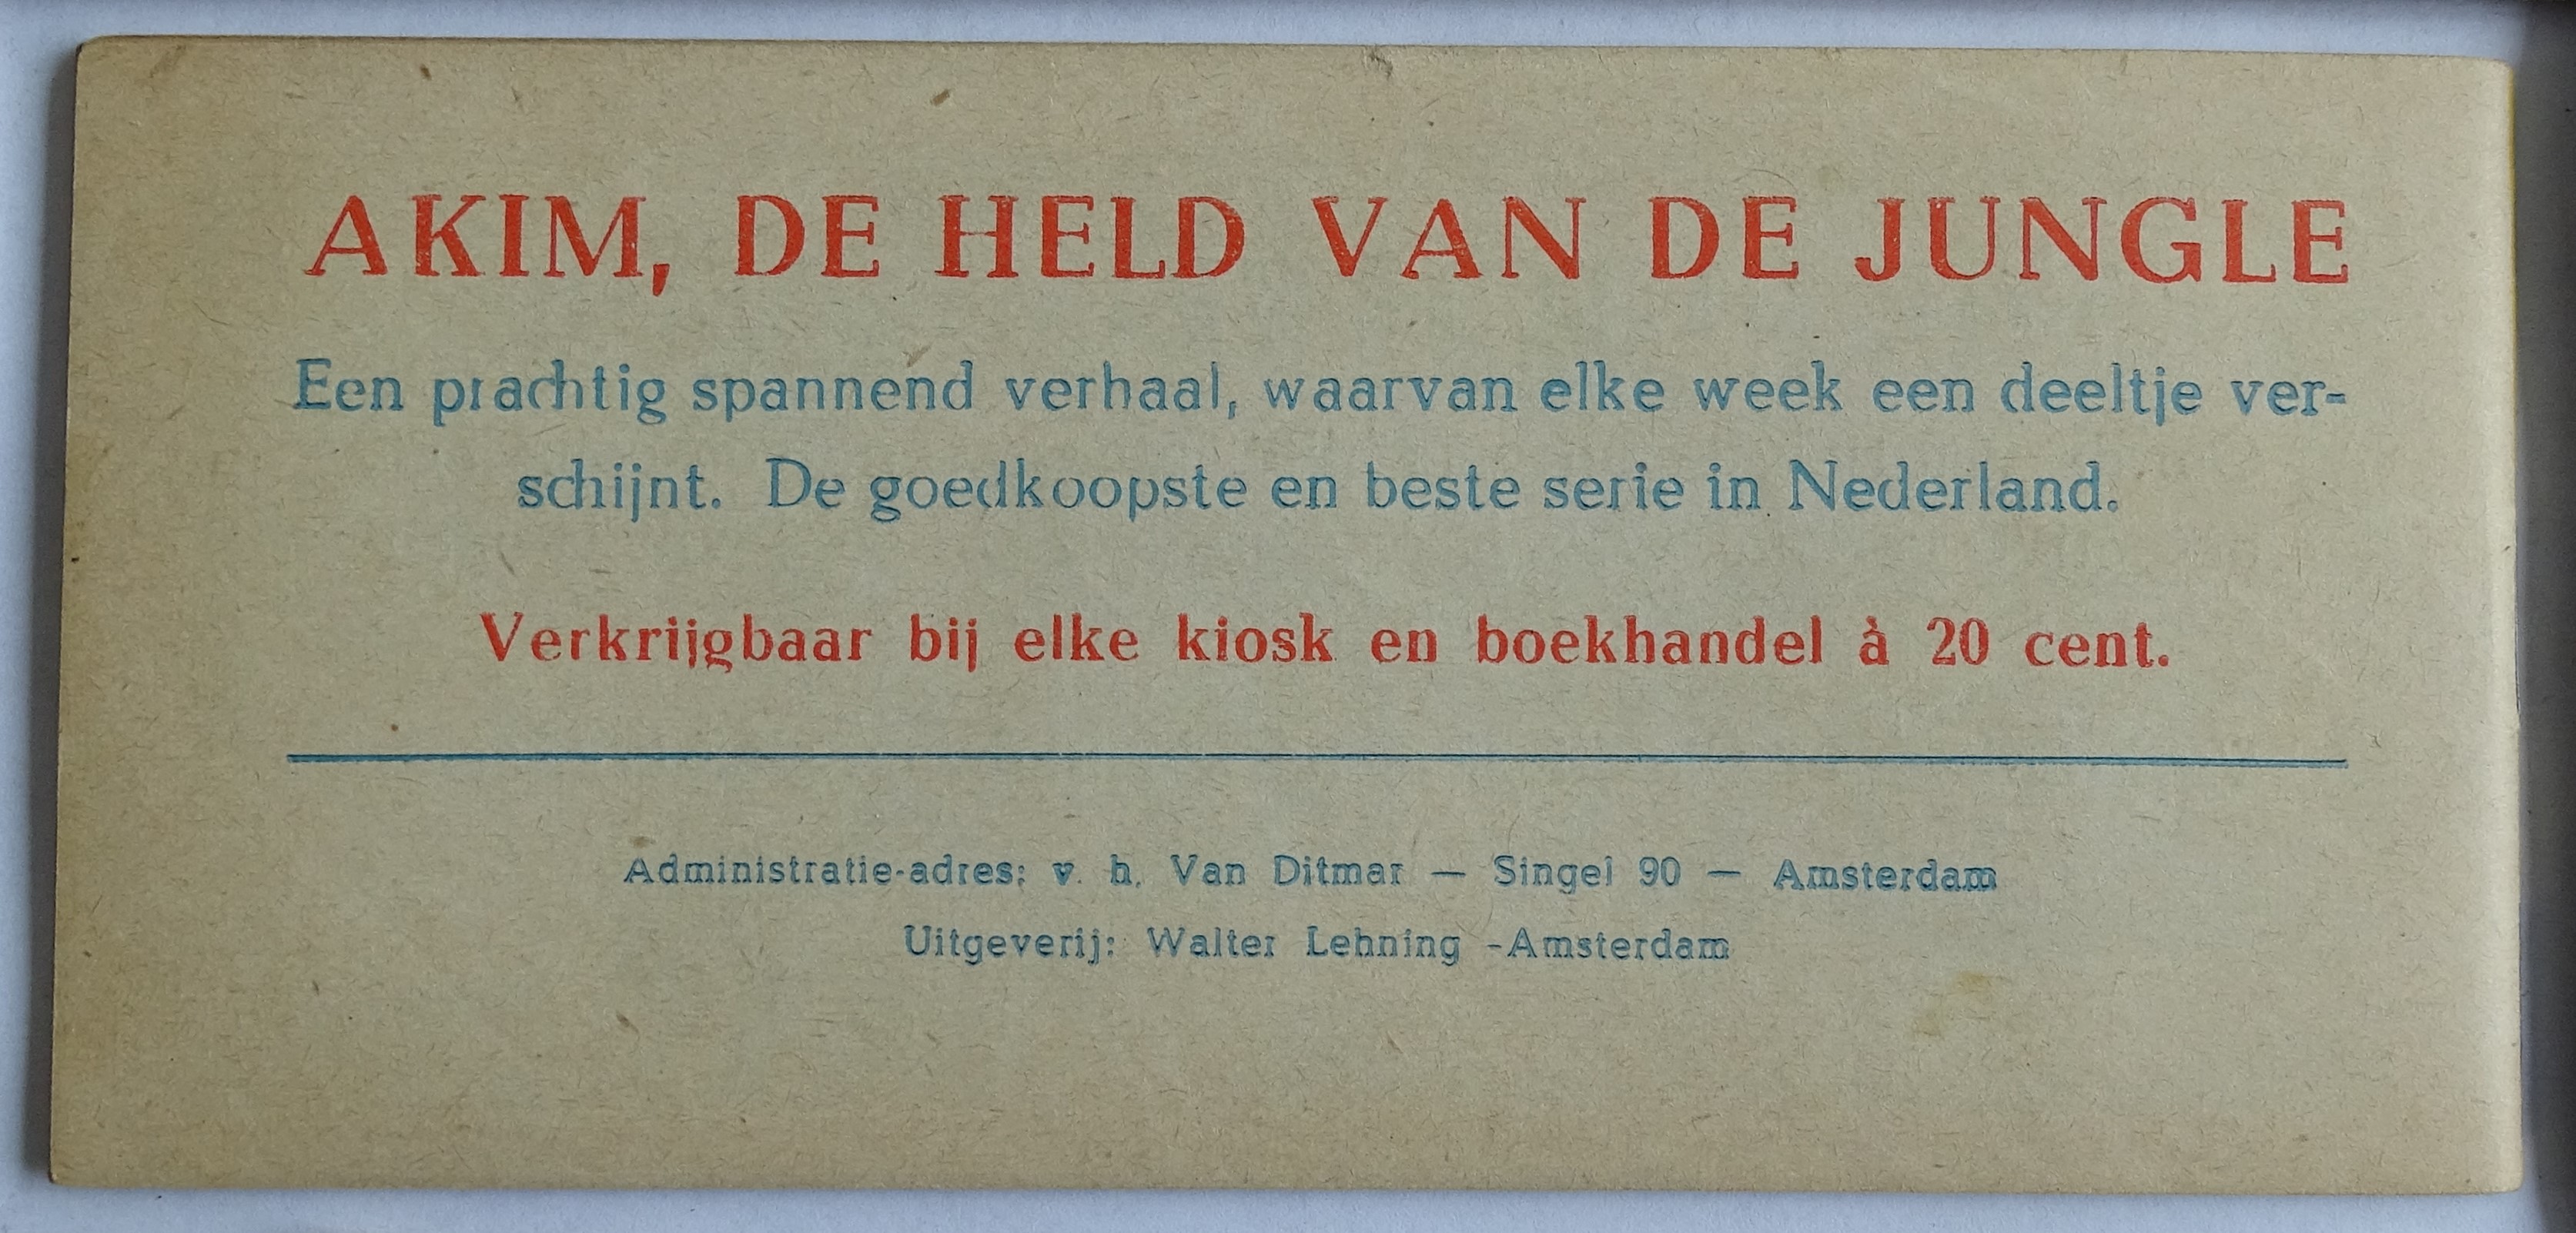 AKIM, DE HELD VAN DE JUNGLE
Een prachtig spannend verhaal, waarvan elke week een deeltje ver-
schijnt. De goedkoopste en beste serie in Nederland.
Verkrijgbaar bij elke kiosk en boekhandel à 20 cent.
Administratie-adres: v. h. Van Ditmar — Singel 90 — Amsterdam
Uitgeverij: Walter Lehning -Amsterdam